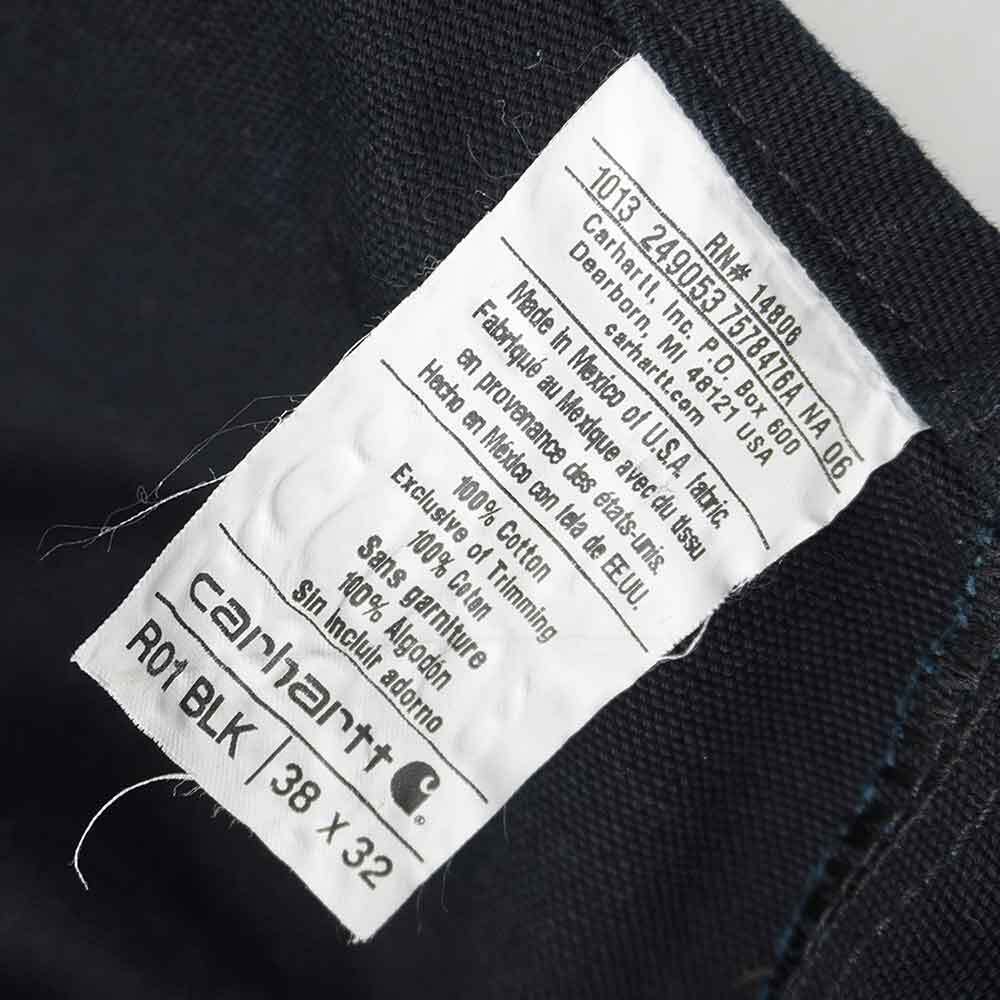 RN# 14806
1013 249053 7578476A NA 06
Carhartt, Inc. P.O. Box 600
Dearborn, MI 48121 USA
carhartt.com
Made in Mexico of U.S.A. fabric.
Fabriqué au Mexique avec du tissu
en provenance des états-unis.
Hecho en México con tela de EE.UU.
100% Cotton
Exclusive of Trimming
100% Coton
Sans garniture
100% Algodón
Sin incluir adorno
carhartt
R01 BLK / 38 x 32